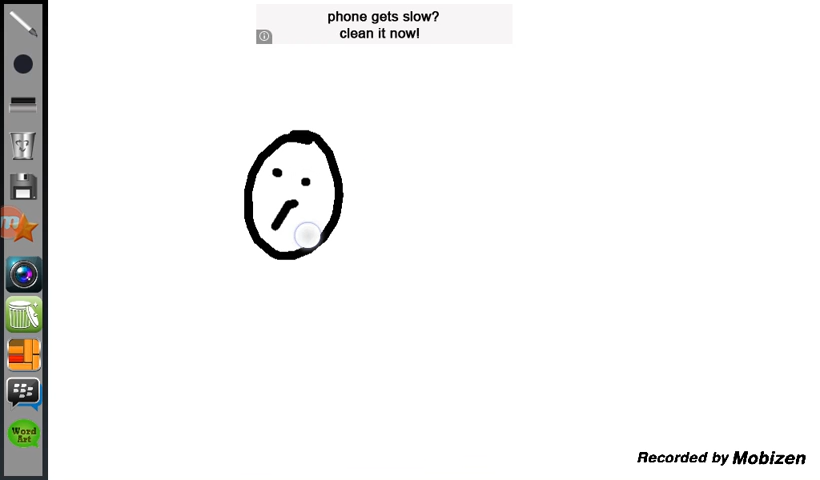 phone gets slow?
clean it now!
Word
Art
Recorded by Mobizen